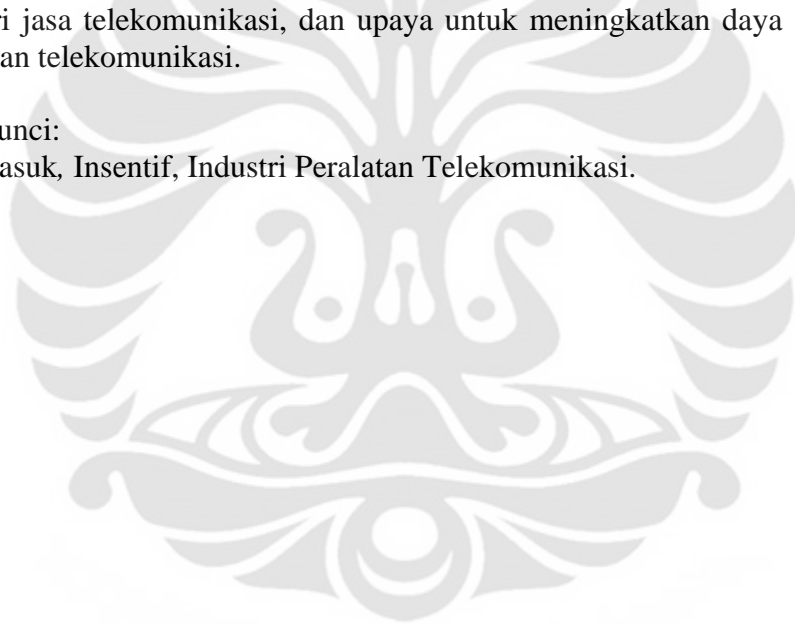 ri jasa telekomunikasi, dan upaya untuk meningkatkan daya
an telekomunikasi.
unci:
asuk, Insentif, Industri Peralatan Telekomunikasi.